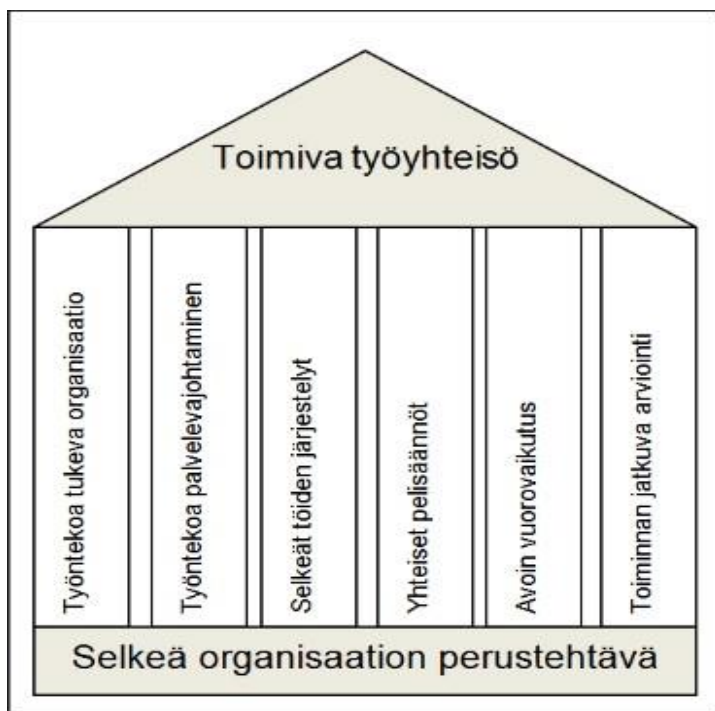 Toimiva työyhteisö
Työntekoa tukeva organisaatio
Työntekoa palvelevajohtaminen
Selkeät töiden järjestelyt
Yhteiset pelisäännöt
Avoin vuorovaikutus
Toiminnan jatkuva arviointi
Selkeä organisaation perustehtävä